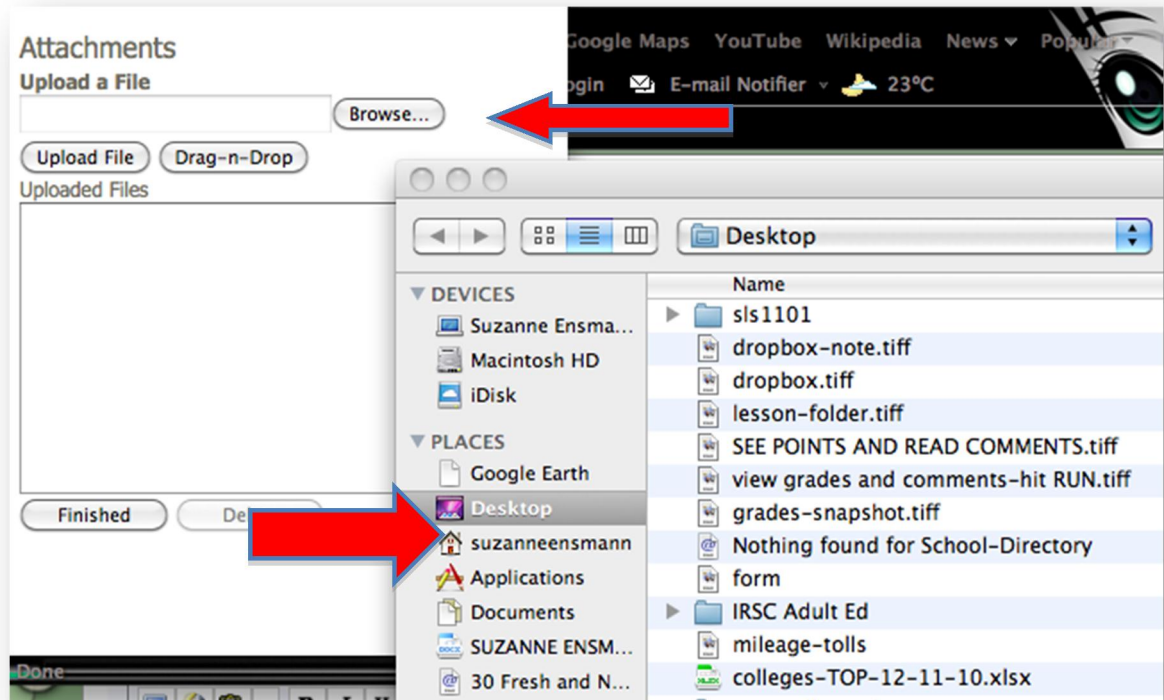 Attachments
Upload a File
Browse...
Upload File
Drag-n-Drop
Uploaded Files
Finished
Done
Google Maps YouTube Wikipedia News
E-mail Notifier 23°C
Desktop
DEVICES
Suzanne Ensma...
Macintosh HD
iDisk
PLACES
Google Earth
Desktop
suzanneensmann
Applications
Documents
SUZANNE ENSM...
30 Fresh and N...
Name
sls1101
dropbox-note.tiff
dropbox.tiff
lesson-folder.tiff
SEE POINTS AND READ COMMENTS.tiff
view grades and comments-hit RUN.tiff
grades-snapshot.tiff
Nothing found for School-Directory
form
IRSC Adult Ed
mileage-tolls
colleges-TOP-12-11-10.xlsx